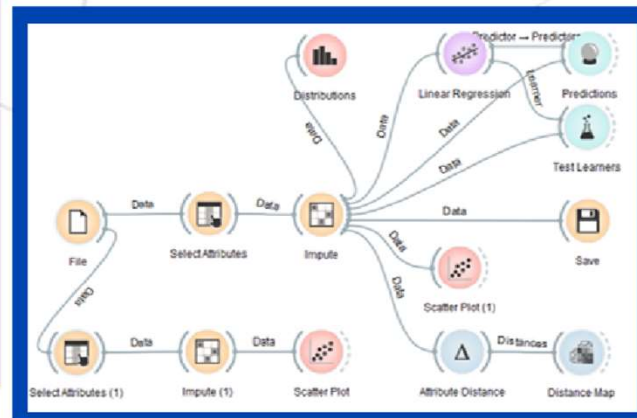 Predictor → Predictors
Distributions
Linear Regression
Predictions
Data
Data
Learner
Data
Data
Test Learners
Data
Data
Data
File
Select Attributes
Impute
Save
Data
Data
Data
Scatter Plot (1)
Data
Data
Distances
Select Attributes (1)
Impute (1)
Scatter Plot
Attribute Distance
Distance Map